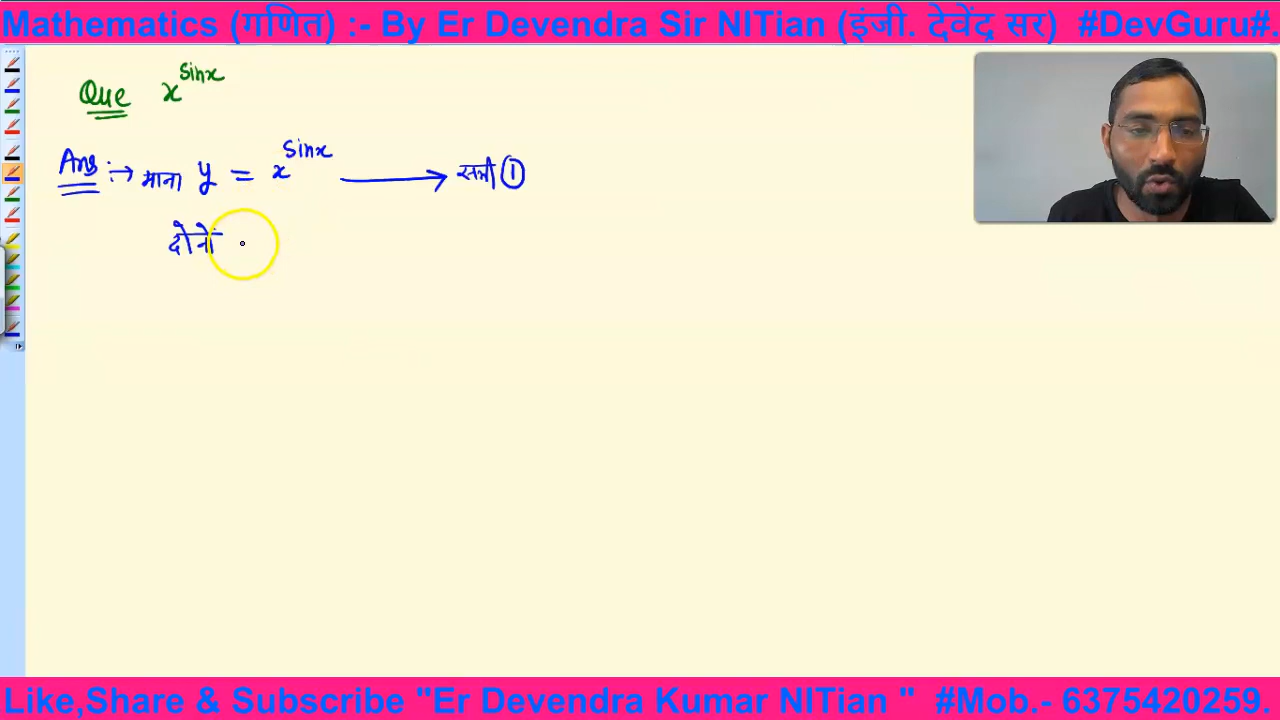 Mathematics (गणित) :- By Er Devendra Sir NITian (इंजी. देवेंद्र सर) #DevGuru#.
Que x^sinx
Ans :→ माना y = x^sinx ⟶ समी ①
दोनों
Like,Share & Subscribe "Er Devendra Kumar NITian " #Mob.- 6375420259.